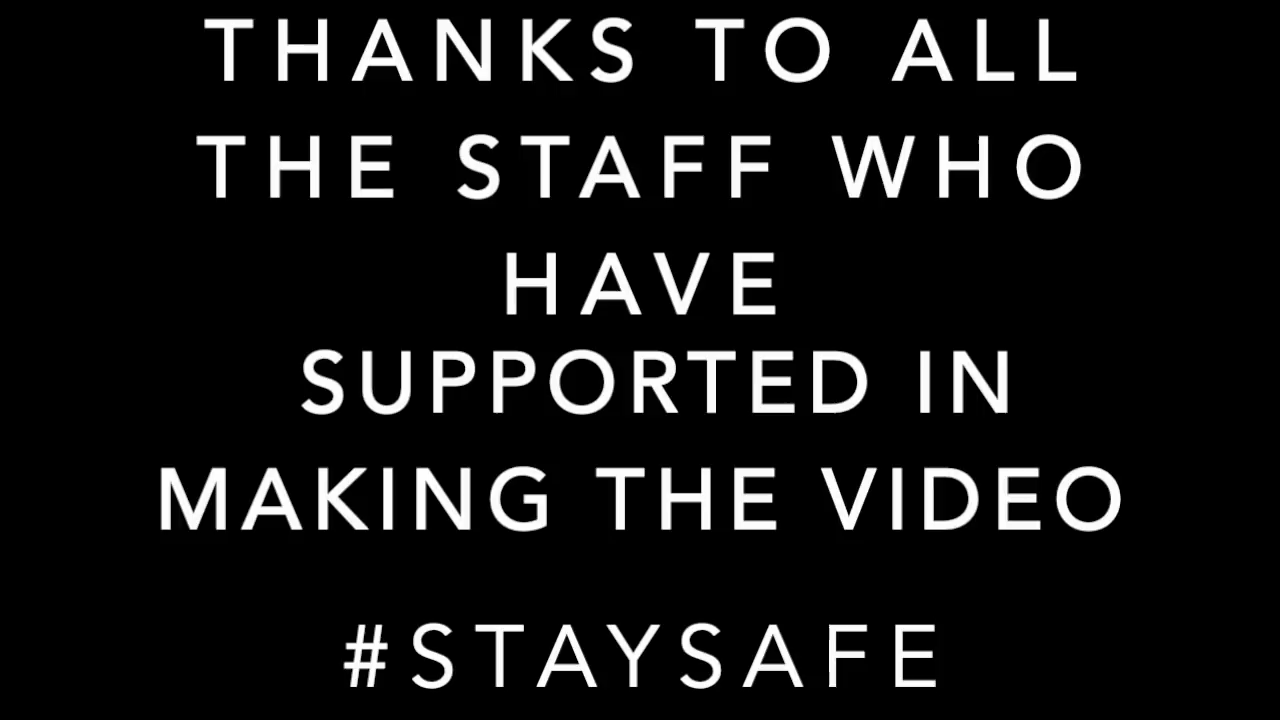 THANKS TO ALL
THE STAFF WHO
HAVE
SUPPORTED IN
MAKING THE VIDEO
#STAYSAFE